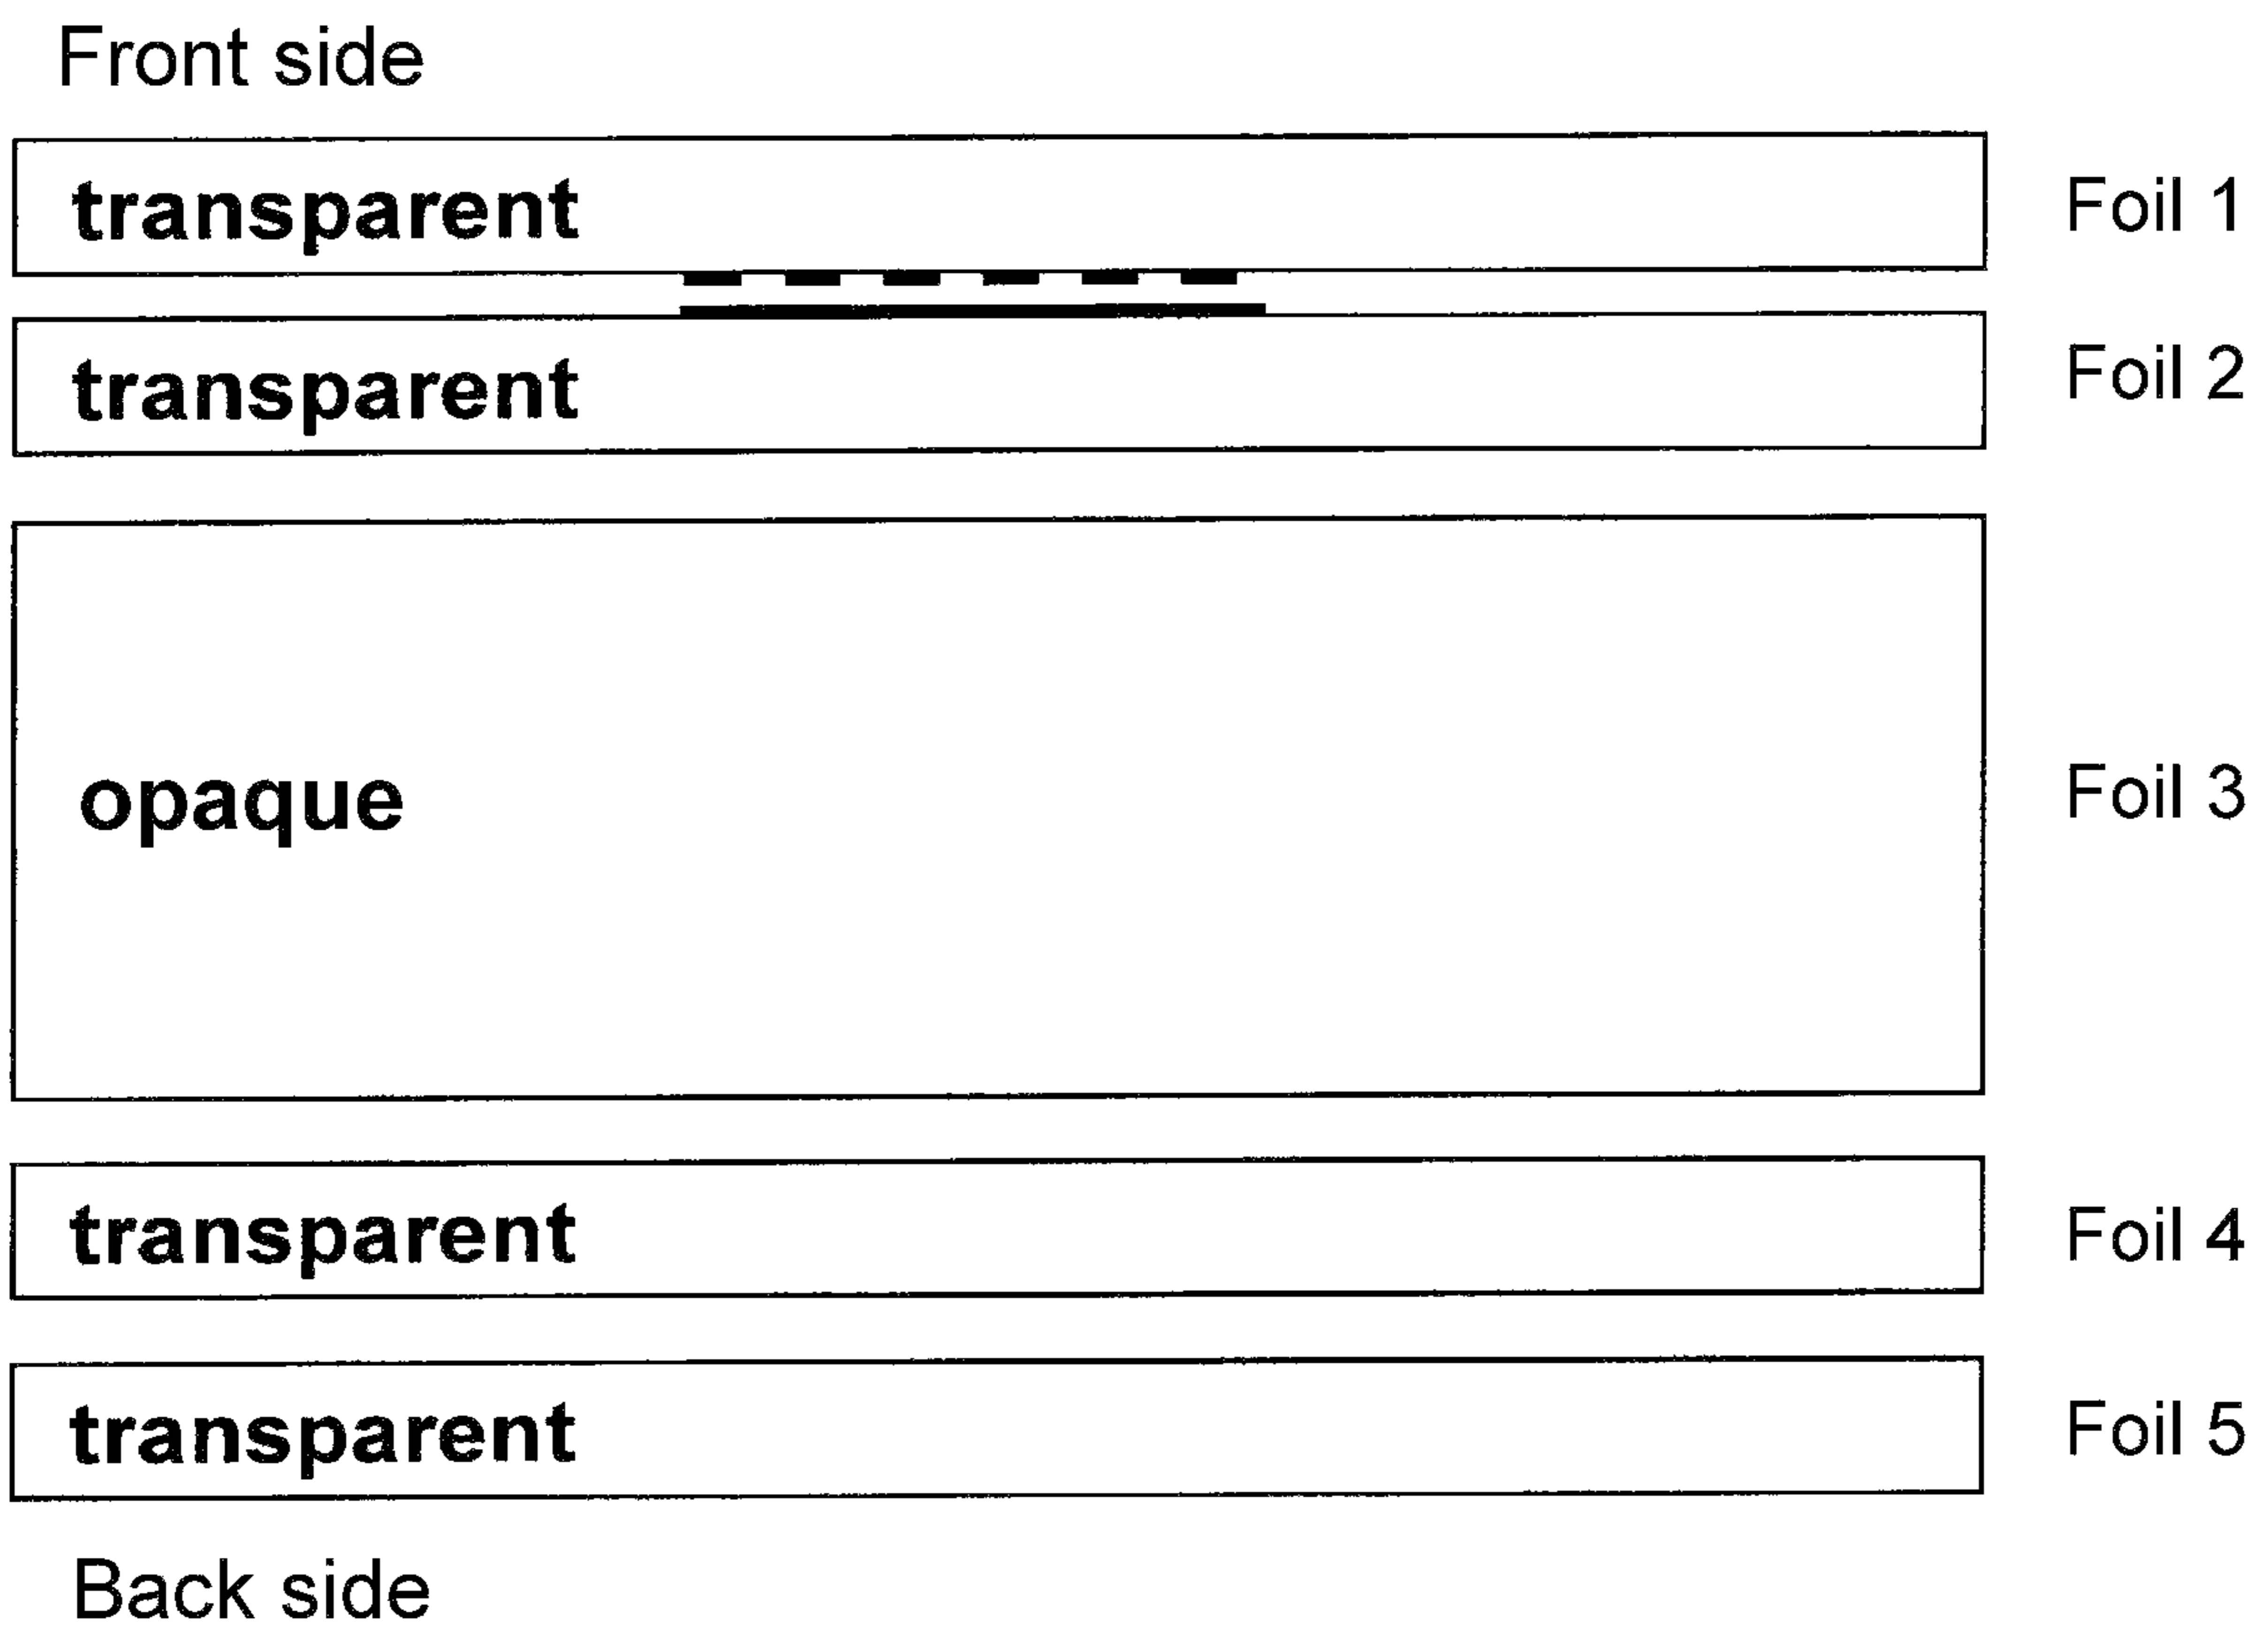 Front side
transparent Foil 1
transparent Foil 2
opaque Foil 3
transparent Foil 4
transparent Foil 5
Back side